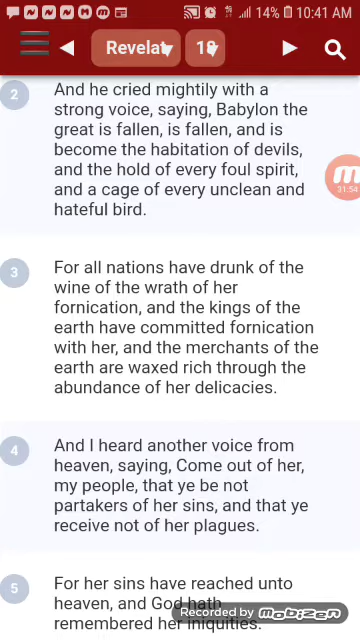 14% 10:41 AM
Revelat 18
2
And he cried mightily with a
strong voice, saying, Babylon the
great is fallen, is fallen, and is
become the habitation of devils,
and the hold of every foul spirit,
and a cage of every unclean and
hateful bird.
31:54
3
For all nations have drunk of the
wine of the wrath of her
fornication, and the kings of the
earth have committed fornication
with her, and the merchants of the
earth are waxed rich through the
abundance of her delicacies.
4
And I heard another voice from
heaven, saying, Come out of her,
my people, that ye be not
partakers of her sins, and that ye
receive not of her plagues.
5
For her sins have reached unto
heaven, and God hath
remembered her iniquities.
Recorded by mobizen